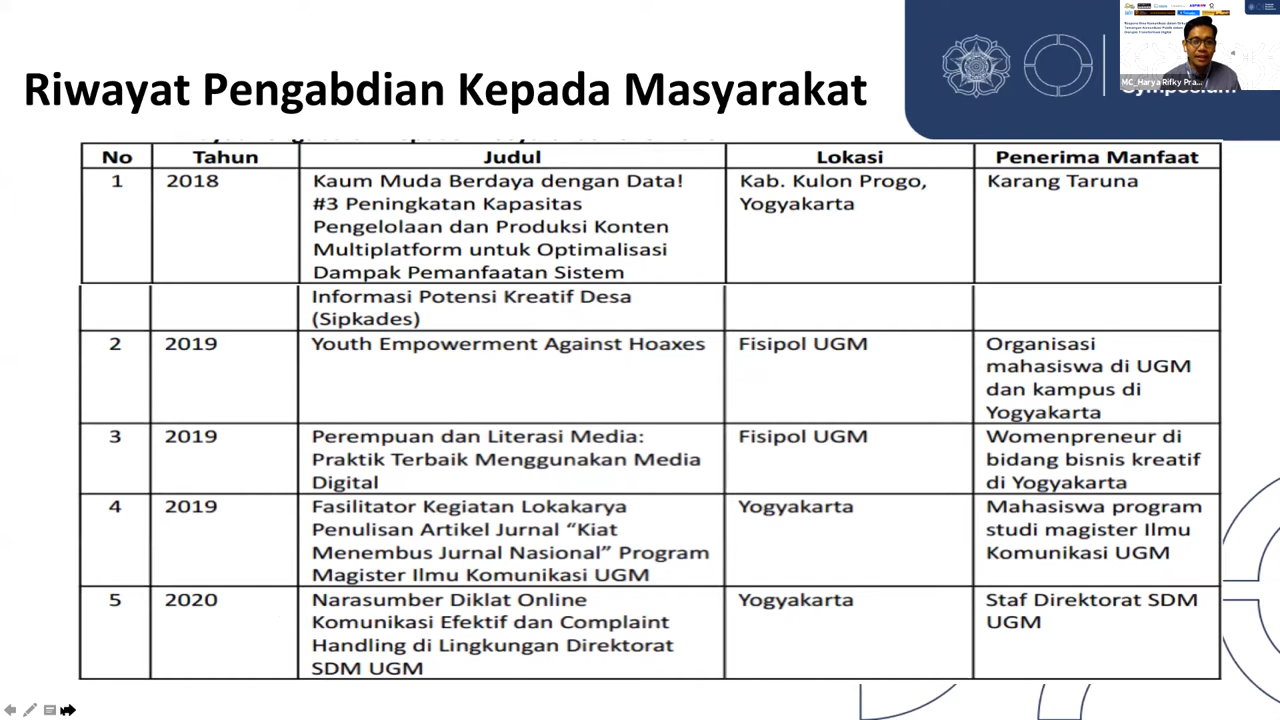 Riwayat Pengabdian Kepada Masyarakat
MC_Harya Rifky Pra...
Symposium
No Tahun Judul Lokasi Penerima Manfaat
1 2018 Kaum Muda Berdaya dengan Data! Kab. Kulon Progo, Karang Taruna
#3 Peningkatan Kapasitas Yogyakarta
Pengelolaan dan Produksi Konten
Multiplatform untuk Optimalisasi
Dampak Pemanfaatan Sistem
Informasi Potensi Kreatif Desa
(Sipkades)
2 2019 Youth Empowerment Against Hoaxes Fisipol UGM Organisasi
mahasiswa di UGM
dan kampus di
Yogyakarta
3 2019 Perempuan dan Literasi Media: Fisipol UGM Womenpreneur di
Praktik Terbaik Menggunakan Media bidang bisnis kreatif
Digital di Yogyakarta
4 2019 Fasilitator Kegiatan Lokakarya Yogyakarta Mahasiswa program
Penulisan Artikel Jurnal “Kiat studi magister Ilmu
Menembus Jurnal Nasional” Program Komunikasi UGM
Magister Ilmu Komunikasi UGM
5 2020 Narasumber Diklat Online Yogyakarta Staf Direktorat SDM
Komunikasi Efektif dan Complaint UGM
Handling di Lingkungan Direktorat
SDM UGM